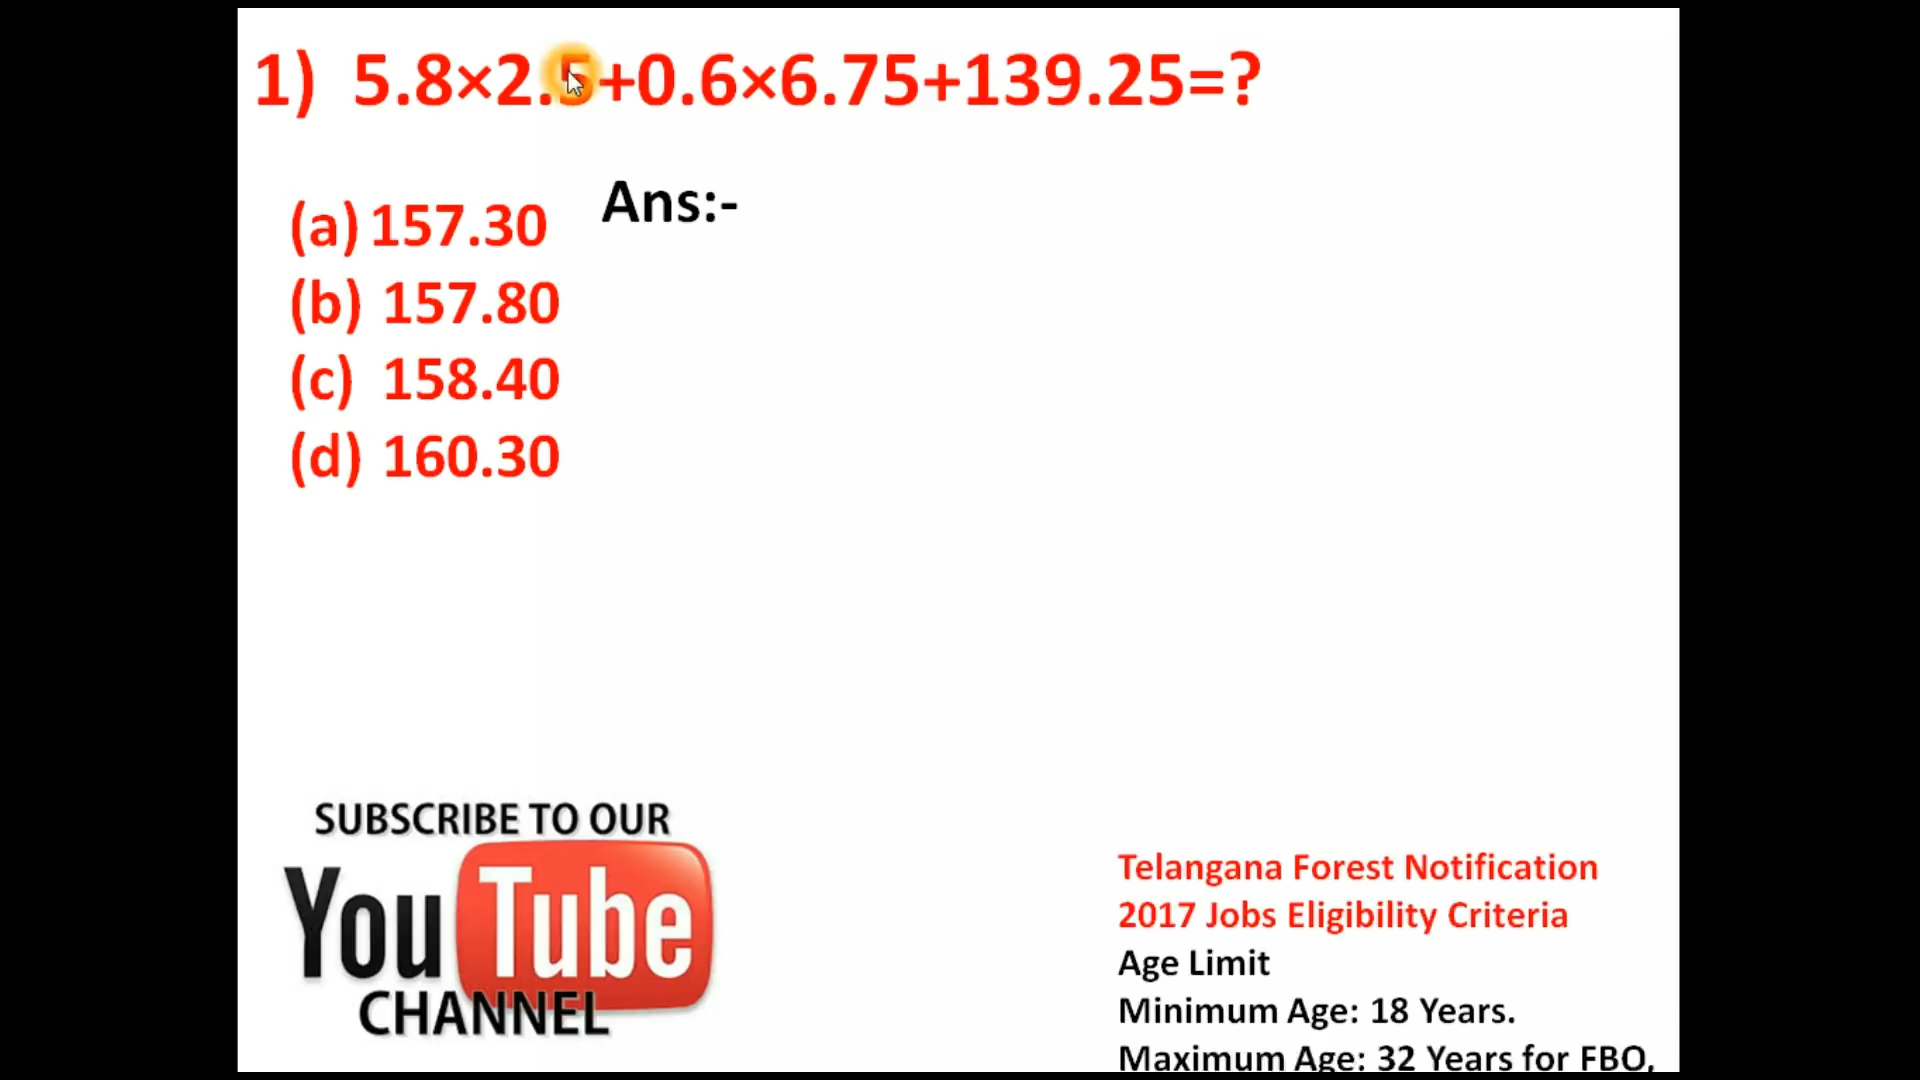 1) 5.8×2.5+0.6×6.75+139.25=?
Ans:-
(a) 157.30
(b) 157.80
(c) 158.40
(d) 160.30
SUBSCRIBE TO OUR
YouTube
CHANNEL
Telangana Forest Notification
2017 Jobs Eligibility Criteria
Age Limit
Minimum Age: 18 Years.
Maximum Age: 32 Years for FBO,